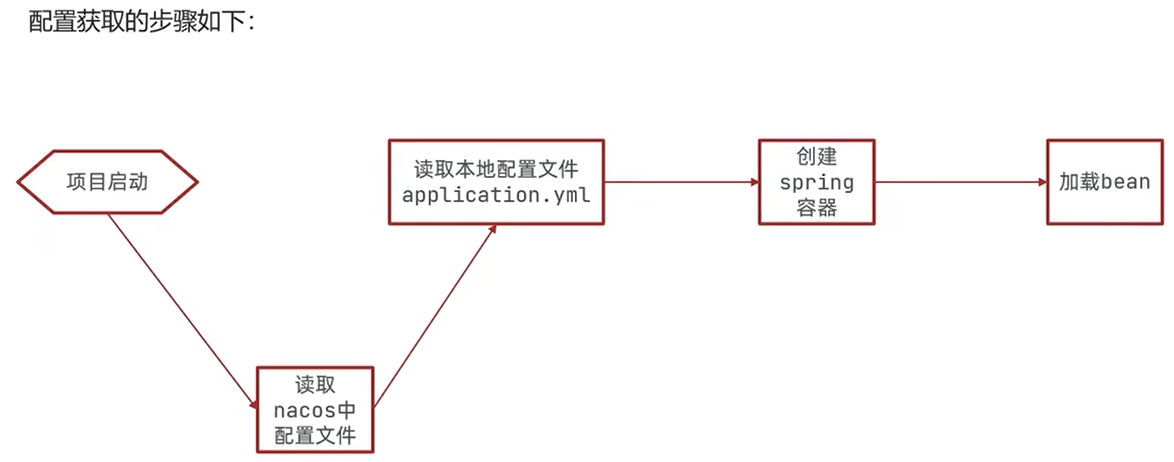 配置获取的步骤如下：
项目启动
读取
nacos中
配置文件
读取本地配置文件
application.yml
创建
spring
容器
加载bean